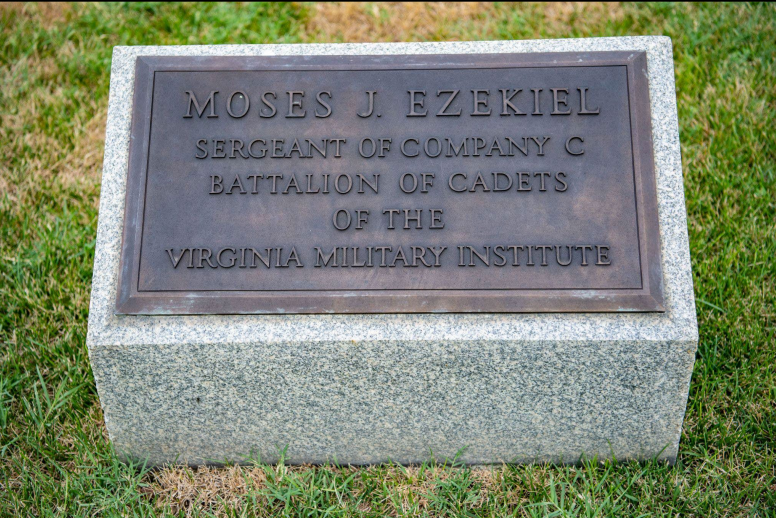 MOSES J. EZEKIEL
SERGEANT OF COMPANY C
BATTALION OF CADETS
OF THE
VIRGINIA MILITARY INSTITUTE